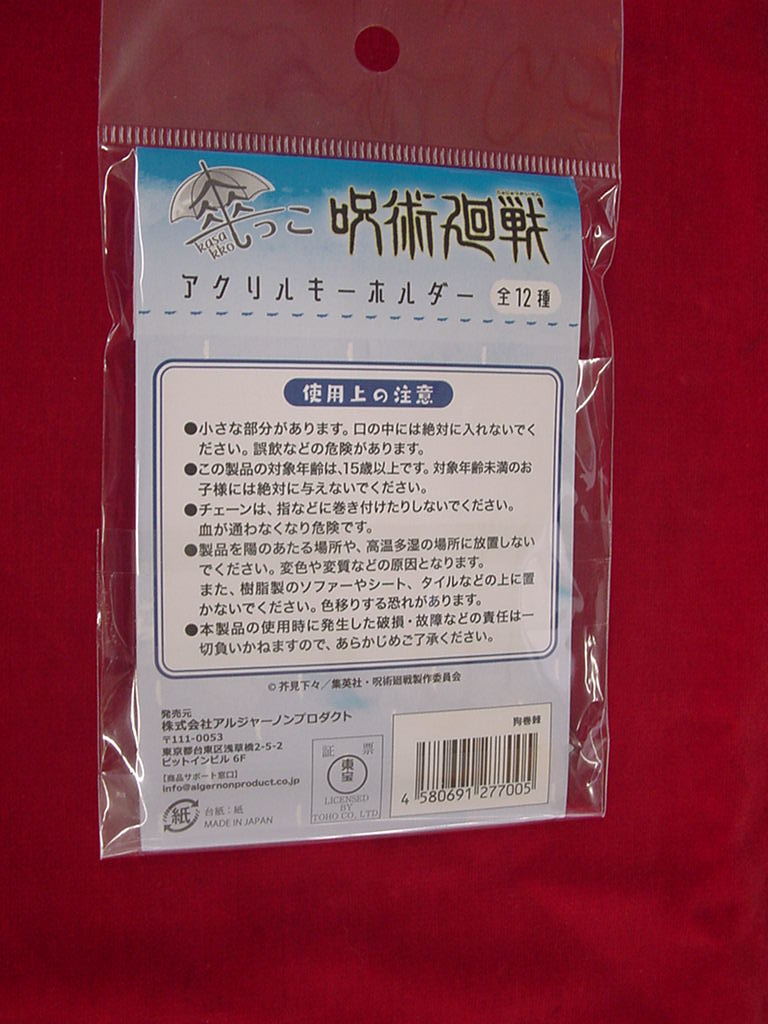 傘っこ
kasa
kko
じゅじゅつかいせん
呪術廻戦
アクリルキーホルダー 全12種
使用上の注意
●小さな部分があります。口の中には絶対に入れないでく
ださい。誤飲などの危険があります。
●この製品の対象年齢は、15歳以上です。対象年齢未満のお
子様には絶対に与えないでください。
●チェーンは、指などに巻き付けたりしないでください。
血が通わなくなり危険です。
●製品を陽のあたる場所や、高温多湿の場所に放置しない
でください。変色や変質などの原因となります。
また、樹脂製のソファーやシート、タイルなどの上に置
かないでください。色移りする恐れがあります。
●本製品の使用時に発生した破損・故障などの責任は一
切負いかねますので、あらかじめご了承ください。
©芥見下々／集英社・呪術廻戦製作委員会
発売元
株式会社アルジャーノンプロダクト
〒111-0053
東京都台東区浅草橋2-5-2
ピットインビル 6F
【商品サポート窓口】
info@algernonproduct.co.jp
紙 台紙：紙
MADE IN JAPAN
証票
東宝
LICENSED
BY
TOHO CO., LTD.
狗巻棘
4 580691 277005